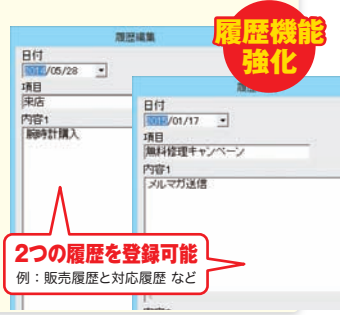 履歴機能
強化
履歴編集
日付
2014/05/28
項目
来店
内容1
腕時計購入
日付
2015/01/17
項目
無料修理キャンペーン
内容1
メルマガ送信
2つの履歴を登録可能
例：販売履歴と対応履歴 など